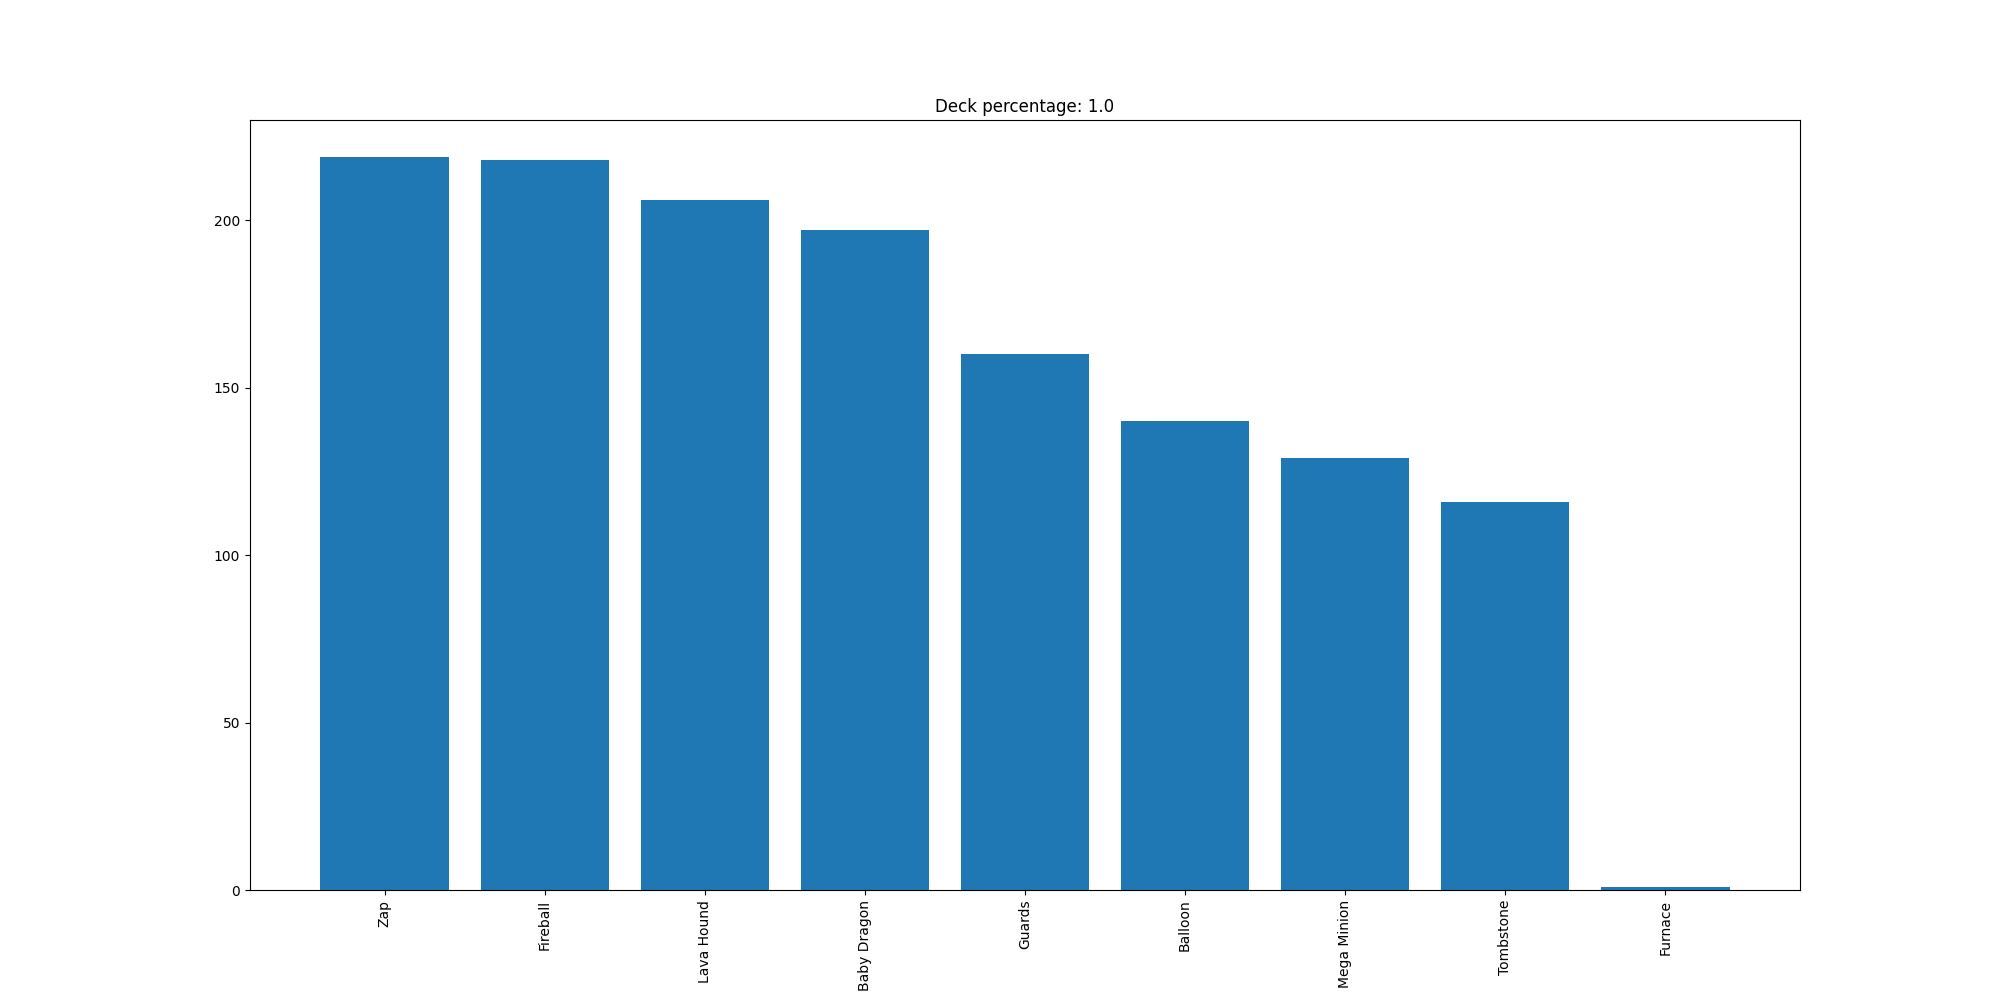 Deck percentage: 1.0
200
150
100
50
0
Zap
Fireball
Lava Hound
Baby Dragon
Guards
Balloon
Mega Minion
Tombstone
Furnace